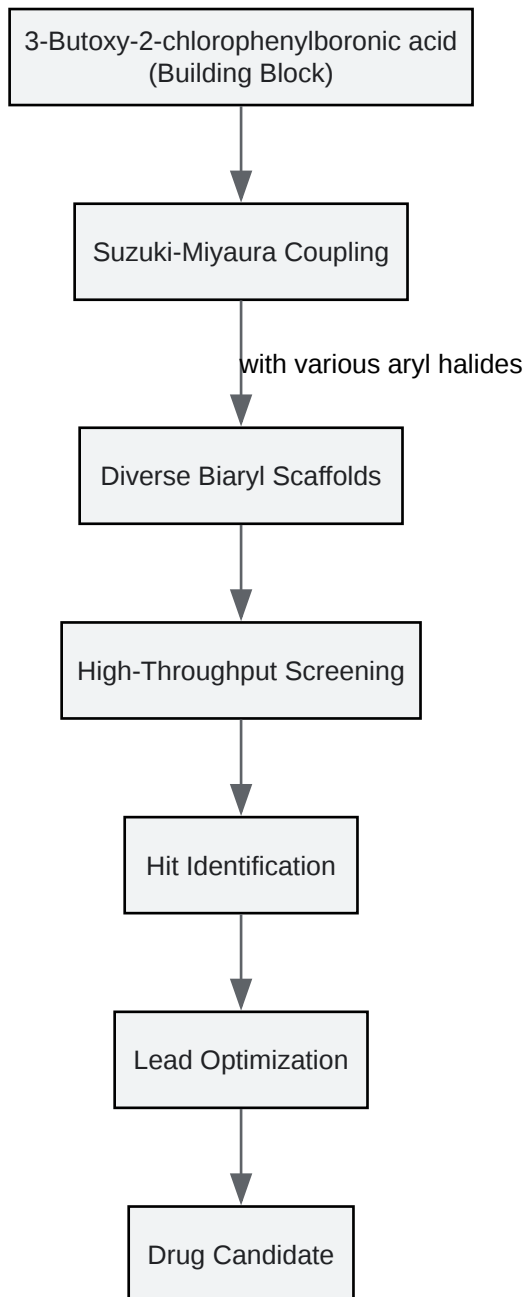 3-Butoxy-2-chlorophenylboronic acid
(Building Block)
Suzuki-Miyaura Coupling
with various aryl halides
Diverse Biaryl Scaffolds
High-Throughput Screening
Hit Identification
Lead Optimization
Drug Candidate